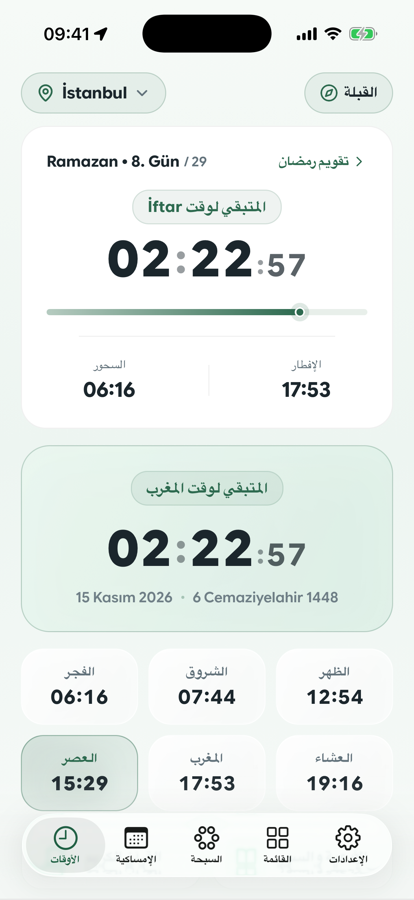 09:41
İstanbul
القبلة
Ramazan • 8. Gün / 29
تقويم رمضان
المتبقي لوقت İftar
02:22:57
السحور
الإفطار
06:16
17:53
المتبقي لوقت المغرب
02:22:57
15 Kasım 2026 • 6 Cemaziyelahir 1448
الفجر
الشروق
الظهر
06:16
07:44
12:54
العصر
المغرب
العشاء
15:29
17:53
19:16
الأوقات
الإمساكية
السبحة
القائمة
الإعدادات